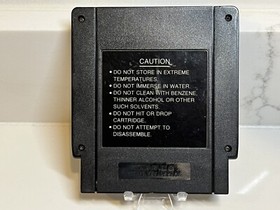 CAUTION
• DO NOT STORE IN EXTREME
TEMPERATURES.
• DO NOT IMMERSE IN WATER.
• DO NOT CLEAN WITH BENZENE,
THINNER ALCOHOL OR OTHER
SUCH SOLVENTS.
• DO NOT HIT OR DROP
CARTRIDGE.
• DO NOT ATTEMPT TO
DISASSEMBLE.